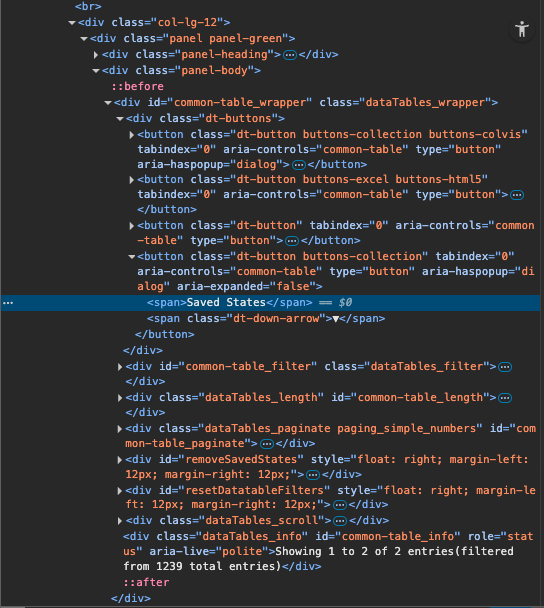 <br>
▼<div class="col-lg-12">
▼<div class="panel panel-green">
▶<div class="panel-heading">⋯</div>
▼<div class="panel-body">
::before
▼<div id="common-table_wrapper" class="dataTables_wrapper">
▼<div class="dt-buttons">
▶<button class="dt-button buttons-collection buttons-colvis"
tabindex="0" aria-controls="common-table" type="button"
aria-haspopup="dialog">⋯</button>
▶<button class="dt-button buttons-excel buttons-html5"
tabindex="0" aria-controls="common-table" type="button">⋯
</button>
▶<button class="dt-button" tabindex="0" aria-controls="common
-table" type="button">⋯</button>
▼<button class="dt-button buttons-collection" tabindex="0"
aria-controls="common-table" type="button" aria-haspopup="di
alog" aria-expanded="false">
⋯ <span>Saved States</span> == $0
<span class="dt-down-arrow">▼</span>
</button>
</div>
▶<div id="common-table_filter" class="dataTables_filter">⋯
</div>
▶<div class="dataTables_length" id="common-table_length">⋯
</div>
▶<div class="dataTables_paginate paging_simple_numbers" id="co
mmon-table_paginate">⋯</div>
▶<div id="removeSavedStates" style="float: right; margin-left:
12px; margin-right: 12px;">⋯</div>
▶<div id="resetDatatableFilters" style="float: right; margin-le
ft: 12px; margin-right: 12px;">⋯</div>
▶<div class="dataTables_scroll">⋯</div>
<div class="dataTables_info" id="common-table_info" role="stat
us" aria-live="polite">Showing 1 to 2 of 2 entries(filtered
from 1239 total entries)</div>
::after
</div>